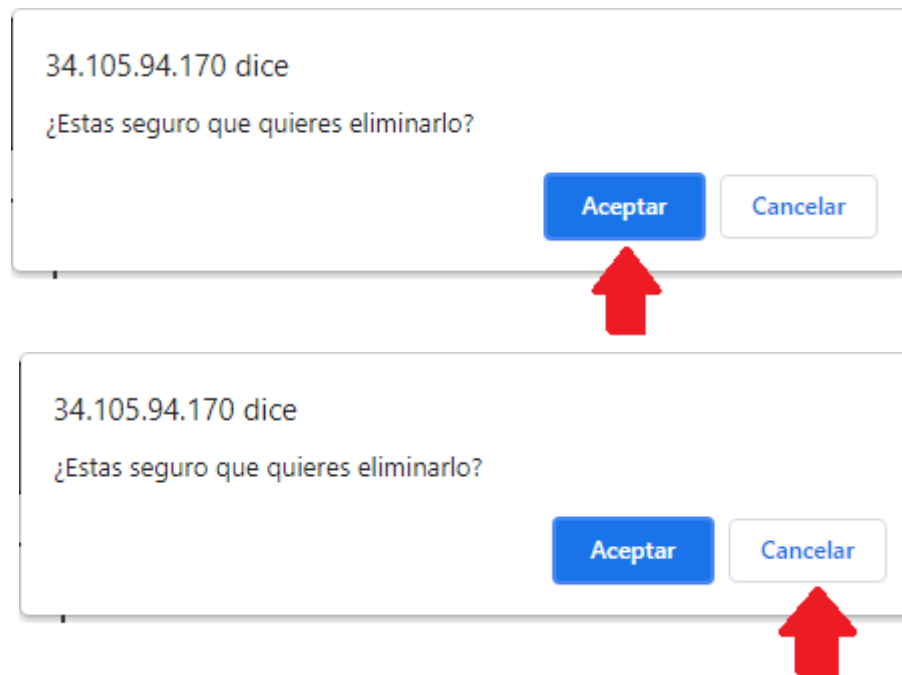 34.105.94.170 dice
¿Estas seguro que quieres eliminarlo?
Aceptar Cancelar
34.105.94.170 dice
¿Estas seguro que quieres eliminarlo?
Aceptar Cancelar